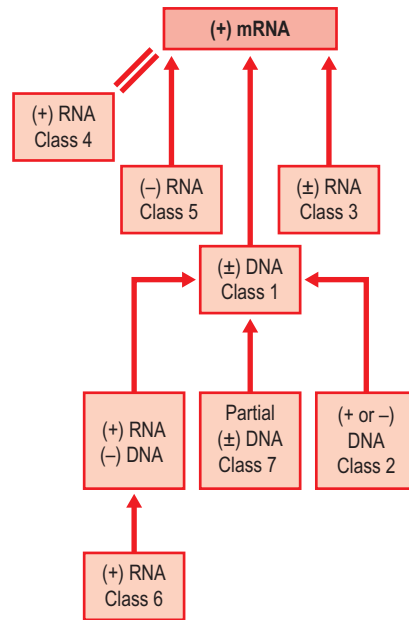 (+) mRNA
(+) RNA
Class 4
(–) RNA
Class 5
(±) RNA
Class 3
(±) DNA
Class 1
(+) RNA
(–) DNA
Partial
(±) DNA
Class 7
(+ or –)
DNA
Class 2
(+) RNA
Class 6